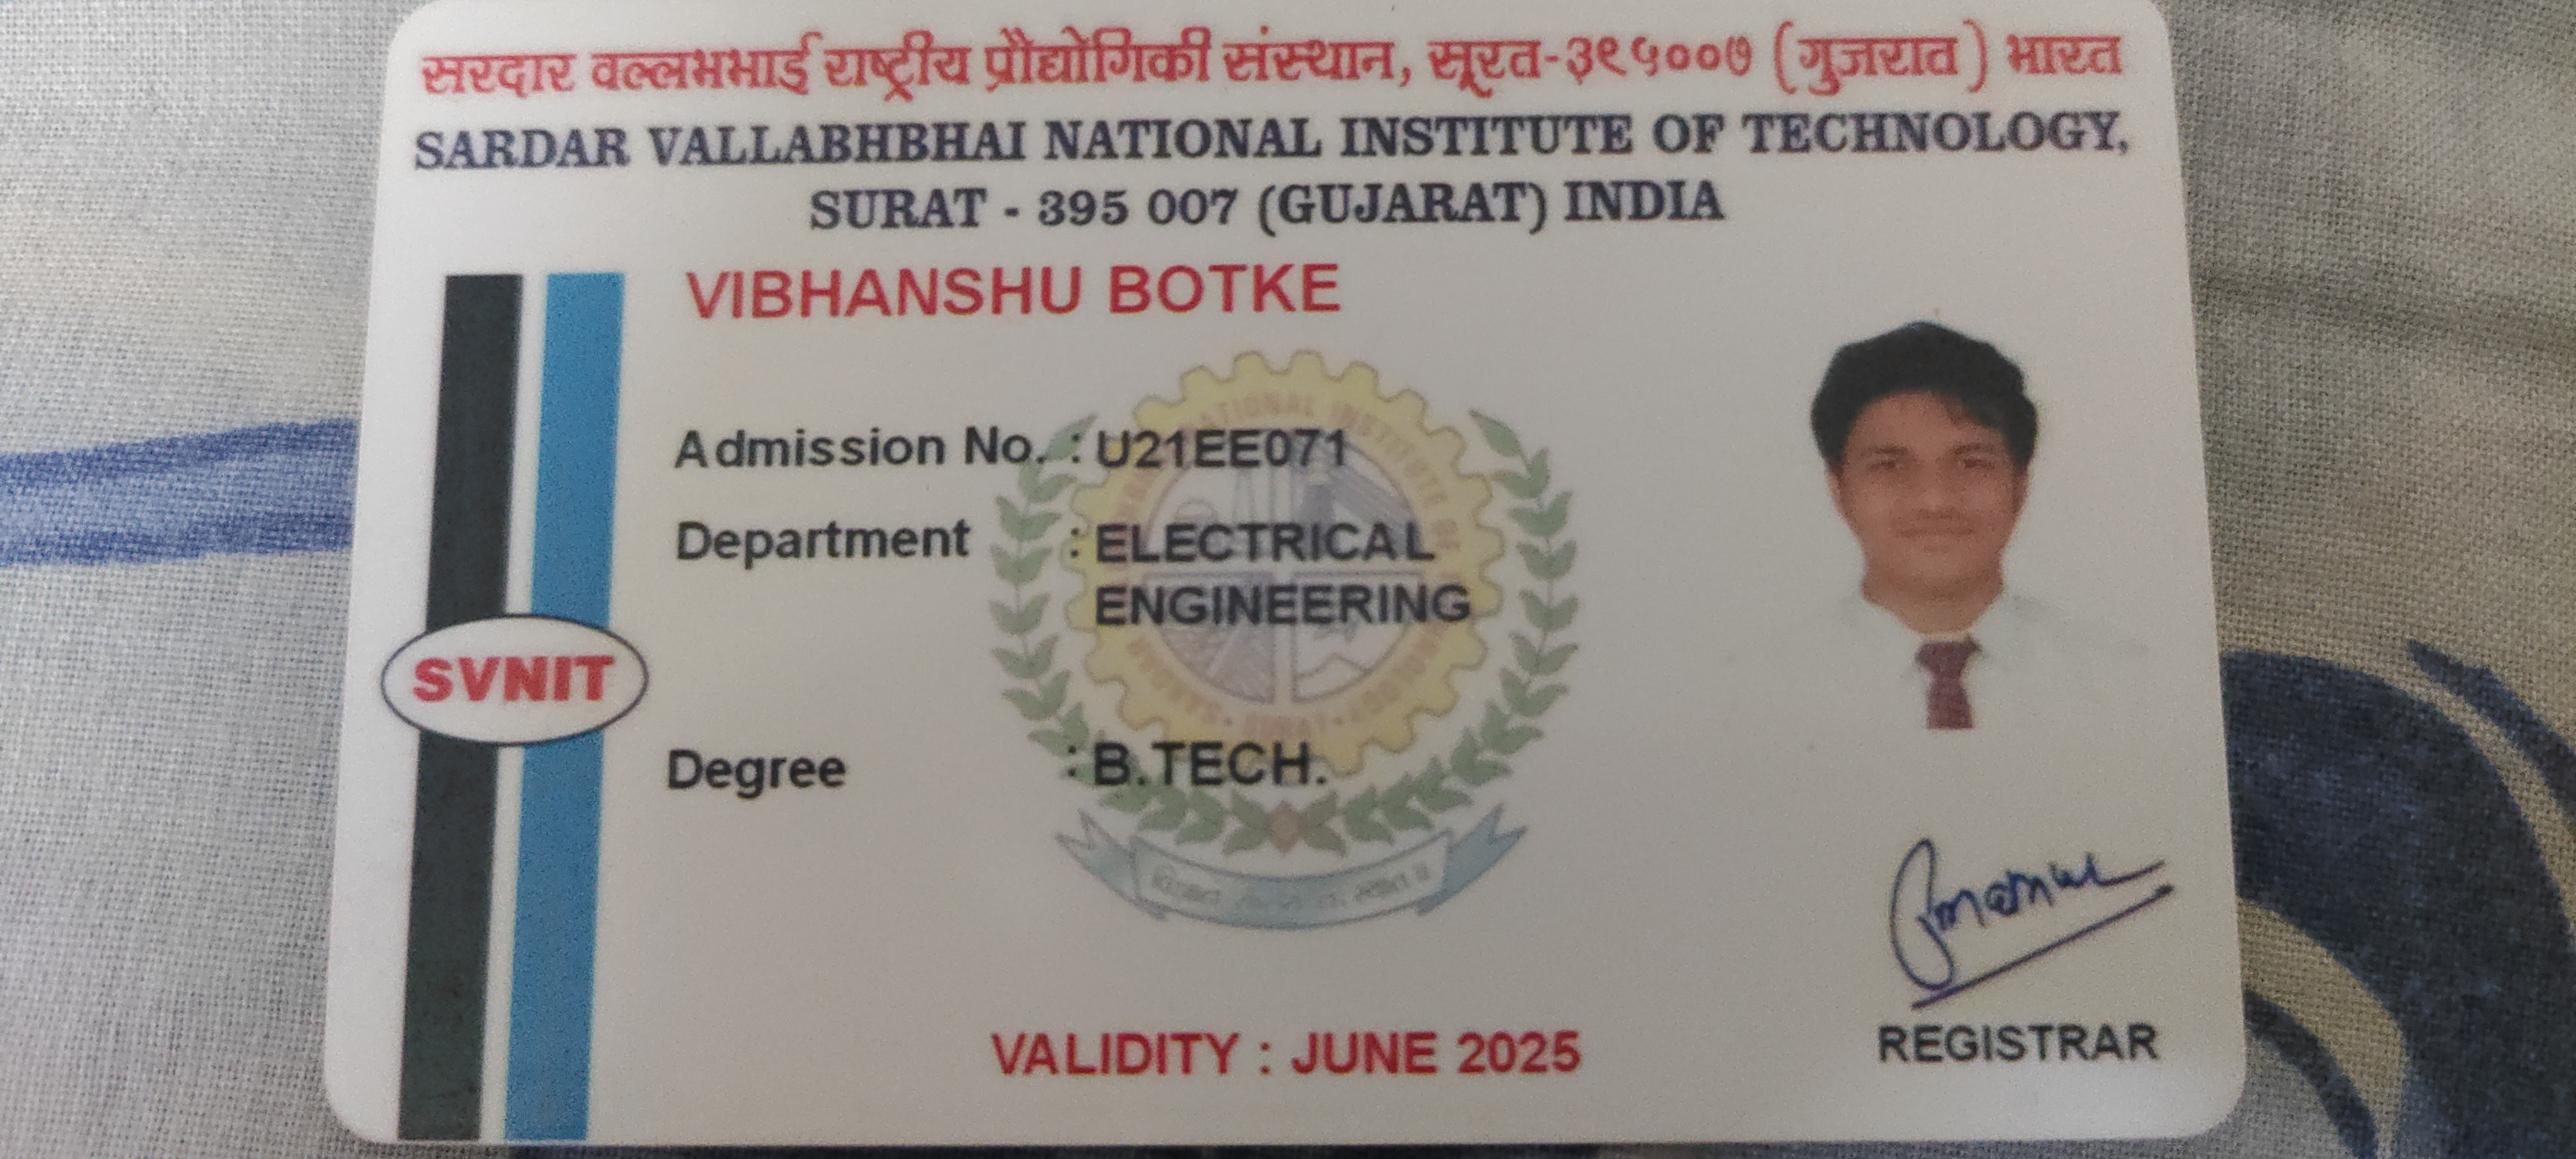 सरदार वल्लभभाई राष्ट्रीय प्रौद्योगिकी संस्थान, सूरत-३९५००७ (गुजरात) भारत
SARDAR VALLABHBHAI NATIONAL INSTITUTE OF TECHNOLOGY,
SURAT - 395 007 (GUJARAT) INDIA
VIBHANSHU BOTKE
Admission No. : U21EE071
Department : ELECTRICAL
ENGINEERING
SVNIT
Degree : B.TECH.
VALIDITY : JUNE 2025
REGISTRAR